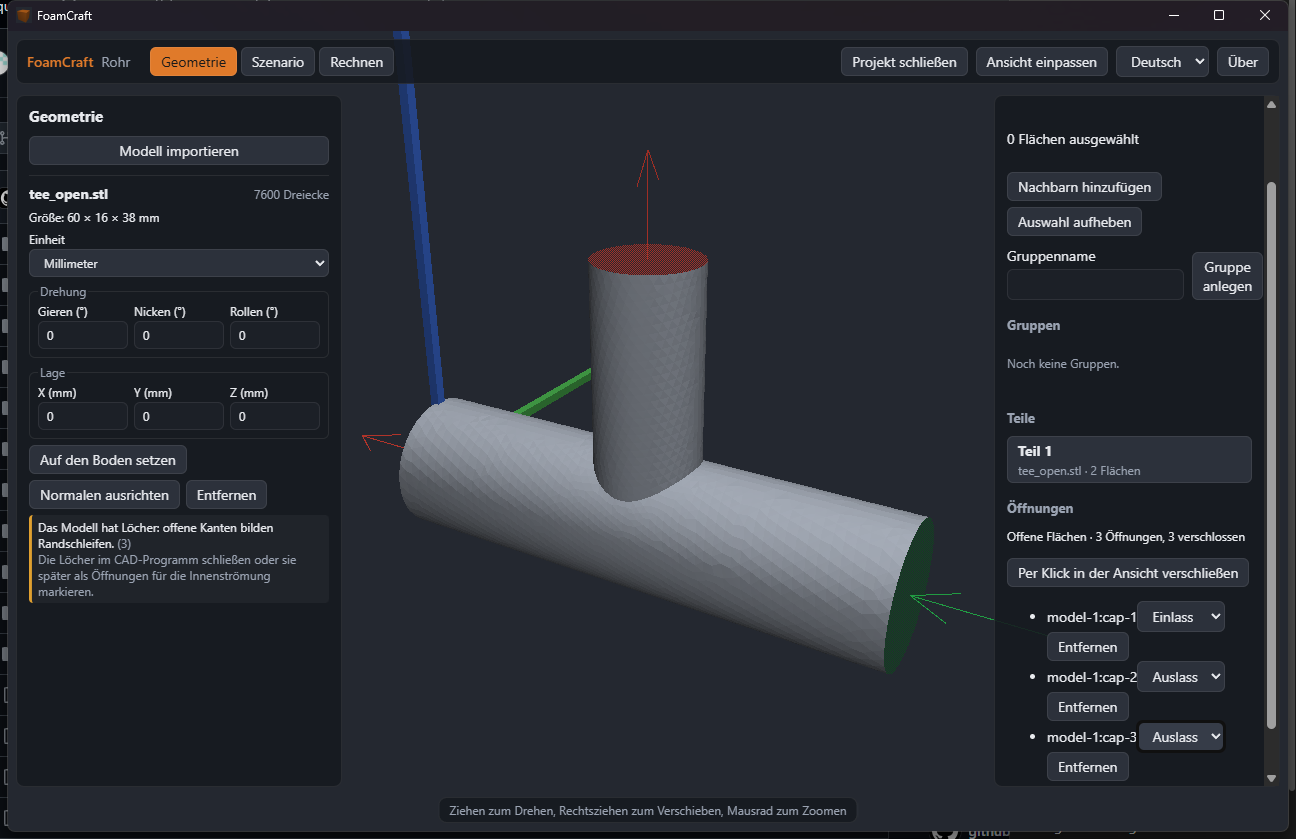 FoamCraft
FoamCraft Rohr Geometrie Szenario Rechnen Projekt schließen Ansicht einpassen Deutsch Über
Geometrie
Modell importieren
tee_open.stl 7600 Dreiecke
Größe: 60 × 16 × 38 mm
Einheit
Millimeter
Drehung
Gieren (°) Nicken (°) Rollen (°)
0 0 0
Lage
X (mm) Y (mm) Z (mm)
0 0 0
Auf den Boden setzen
Normalen ausrichten Entfernen
Das Modell hat Löcher: offene Kanten bilden
Randschleifen. (3)
Die Löcher im CAD-Programm schließen oder sie
später als Öffnungen für die Innenströmung
markieren.
0 Flächen ausgewählt
Nachbarn hinzufügen
Auswahl aufheben
Gruppenname
Gruppe
anlegen
Gruppen
Noch keine Gruppen.
Teile
Teil 1
tee_open.stl · 2 Flächen
Öffnungen
Offene Flächen · 3 Öffnungen, 3 verschlossen
Per Klick in der Ansicht verschließen
model-1:cap-1 Einlass
Entfernen
model-1:cap-2 Auslass
Entfernen
model-1:cap-3 Auslass
Entfernen
Ziehen zum Drehen, Rechtsziehen zum Verschieben, Mausrad zum Zoomen